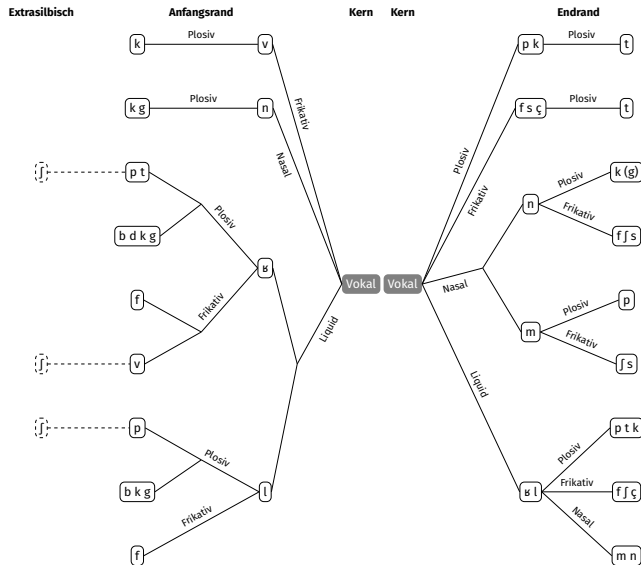 Extrasilbisch Anfangsrand Kern Kern Endrand
k Plosiv v p k Plosiv t
k g Plosiv n Frikativ f s ç Plosiv t
Nasal Plosiv Frikativ
ʃ p t Plosiv k (g)
Plosiv n Frikativ
b d k g f ʃ s
ʁ Vokal Vokal Nasal
f Frikativ Plosiv p
Liquid m Frikativ
ʃ v ʃ s
Liquid
ʃ p p t k
Plosiv Plosiv
b k g l ʁ l Frikativ f ʃ ç
Frikativ Nasal
f m n